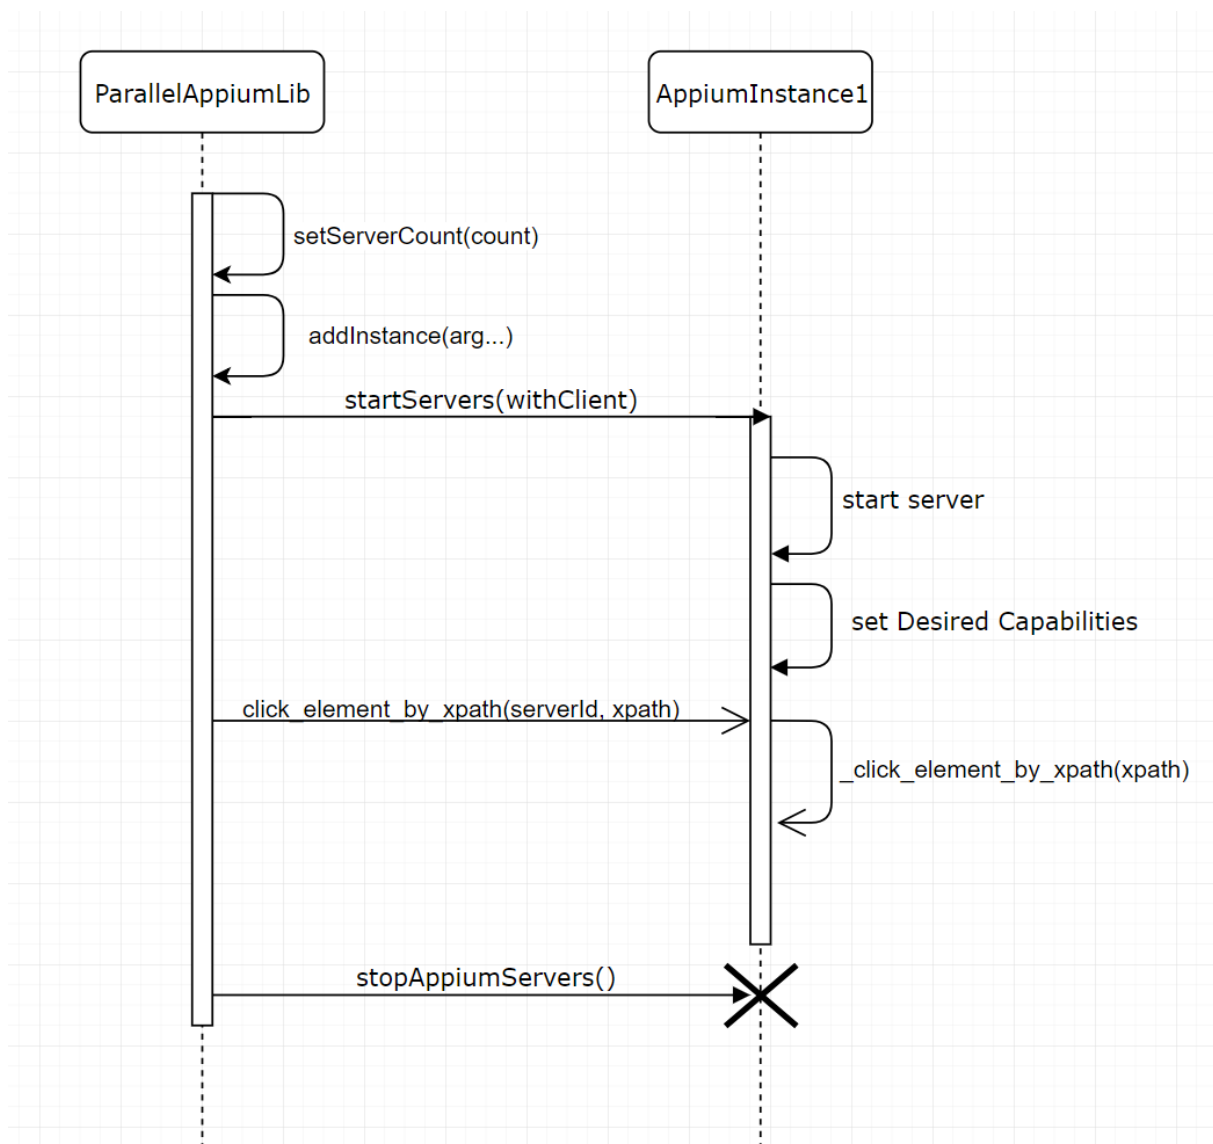 ParallelAppiumLib
AppiumInstance1
setServerCount(count)
addInstance(arg...)
startServers(withClient)
start server
set Desired Capabilities
click_element_by_xpath(serverId, xpath)
_click_element_by_xpath(xpath)
stopAppiumServers()